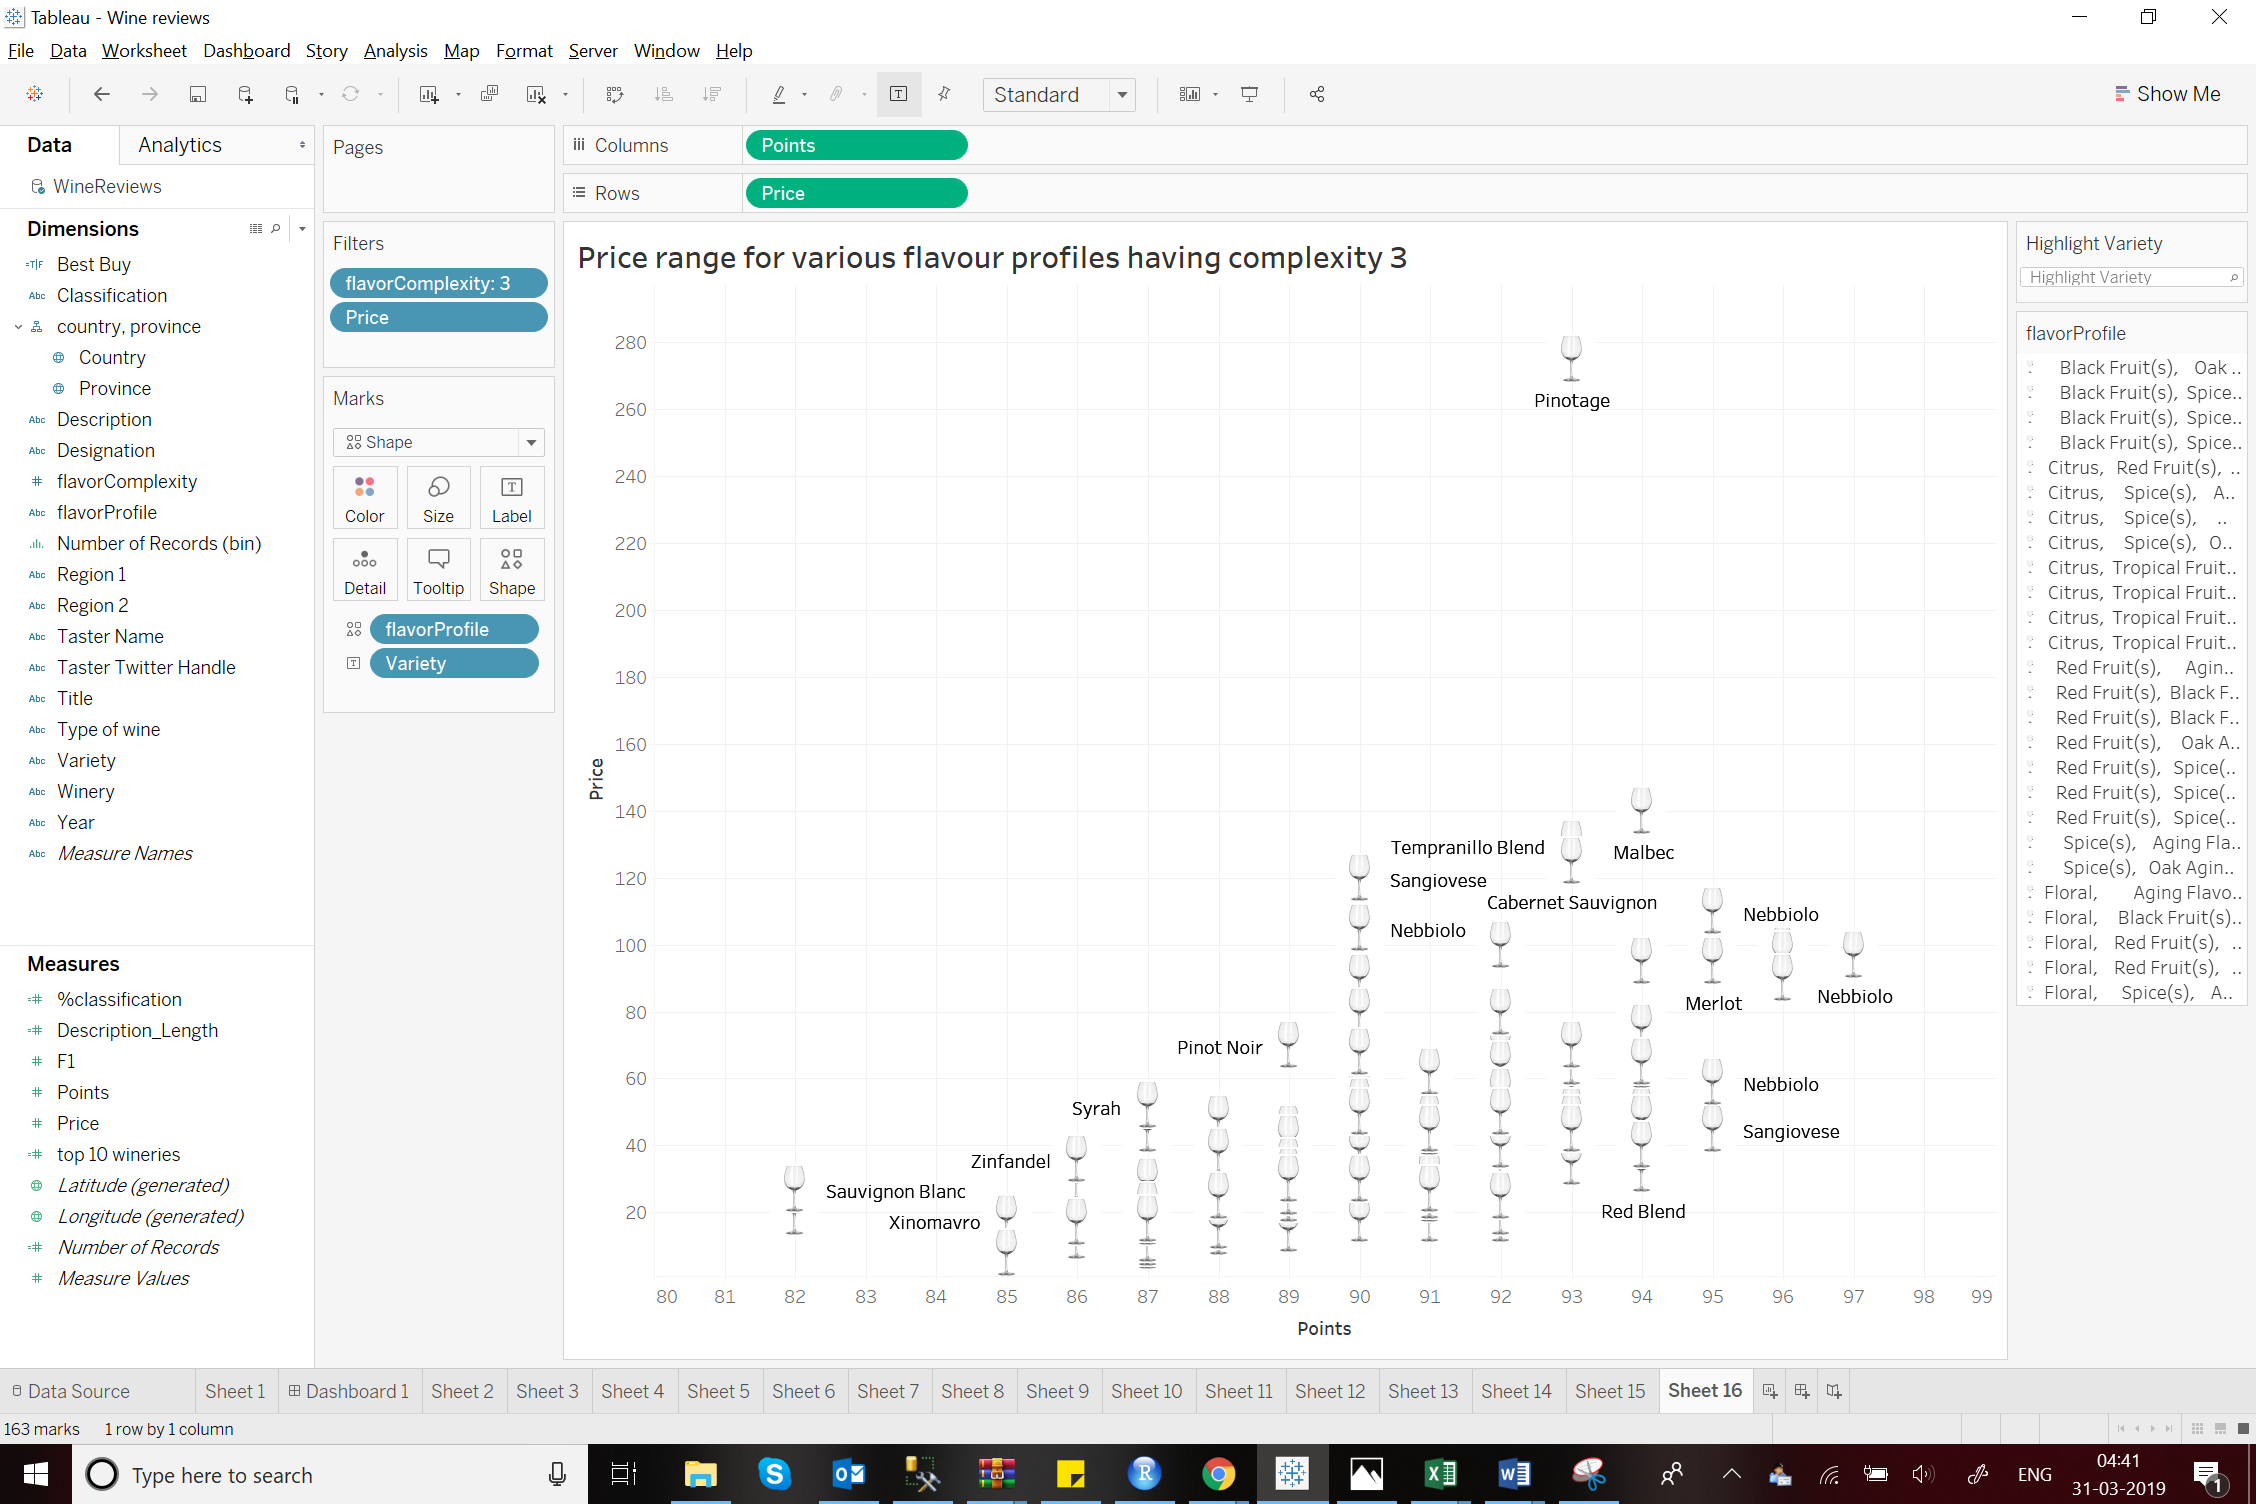 Tableau - Wine reviews
File Data Worksheet Dashboard Story Analysis Map Format Server Window Help
Standard
Show Me
Data Analytics
WineReviews
Dimensions
Best Buy
Classification
country, province
Country
Province
Description
Designation
flavorComplexity
flavorProfile
Number of Records (bin)
Region 1
Region 2
Taster Name
Taster Twitter Handle
Title
Type of wine
Variety
Winery
Year
Measure Names
Measures
%classification
Description_Length
F1
Points
Price
top 10 wineries
Latitude (generated)
Longitude (generated)
Number of Records
Measure Values
Pages
Filters
flavorComplexity: 3
Price
Marks
Shape
Color Size Label
Detail Tooltip Shape
flavorProfile
Variety
Columns Points
Rows Price
Price range for various flavour profiles having complexity 3
280
260
240
220
200
180
160
140
120
100
80
60
40
20
Price
Pinotage
Malbec
Tempranillo Blend
Sangiovese
Cabernet Sauvignon
Nebbiolo
Nebbiolo
Nebbiolo
Merlot
Pinot Noir
Nebbiolo
Syrah
Sangiovese
Zinfandel
Sauvignon Blanc
Xinomavro
Red Blend
80 81 82 83 84 85 86 87 88 89 90 91 92 93 94 95 96 97 98 99
Points
Highlight Variety
Highlight Variety
flavorProfile
Black Fruit(s), Oak ..
Black Fruit(s), Spice..
Black Fruit(s), Spice..
Black Fruit(s), Spice..
Citrus, Red Fruit(s), ..
Citrus, Spice(s), A..
Citrus, Spice(s), ..
Citrus, Spice(s), O..
Citrus, Tropical Fruit..
Citrus, Tropical Fruit..
Citrus, Tropical Fruit..
Citrus, Tropical Fruit..
Red Fruit(s), Agin..
Red Fruit(s), Black F..
Red Fruit(s), Black F..
Red Fruit(s), Oak A..
Red Fruit(s), Spice(..
Red Fruit(s), Spice(..
Red Fruit(s), Spice(..
Spice(s), Aging Fla..
Spice(s), Oak Agin..
Floral, Aging Flavo..
Floral, Black Fruit(s)..
Floral, Red Fruit(s), ..
Floral, Red Fruit(s), ..
Floral, Spice(s), A..
Data Source Sheet 1 Dashboard 1 Sheet 2 Sheet 3 Sheet 4 Sheet 5 Sheet 6 Sheet 7 Sheet 8 Sheet 9 Sheet 10 Sheet 11 Sheet 12 Sheet 13 Sheet 14 Sheet 15 Sheet 16
163 marks 1 row by 1 column
Type here to search
ENG
04:41
31-03-2019
1